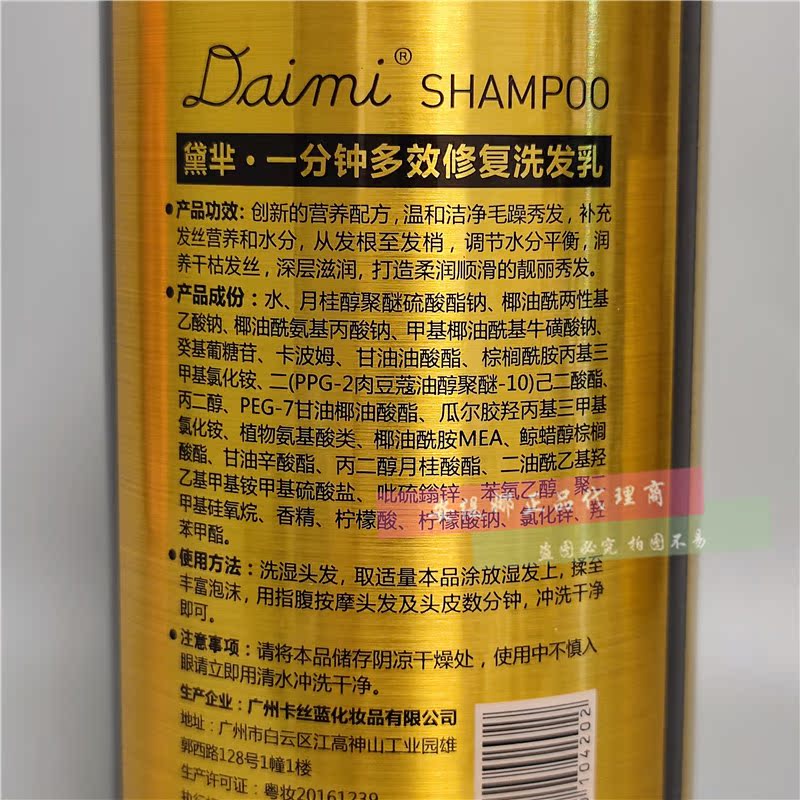 Daimi® SHAMPOO
黛芈·一分钟多效修复洗发乳
•产品功效：创新的营养配方，温和洁净毛躁秀发，补充
发丝营养和水分，从发根至发梢，调节水分平衡，润
养干枯发丝，深层滋润，打造柔润顺滑的靓丽秀发。
•产品成份：水、月桂醇聚醚硫酸酯钠、椰油酰两性基
乙酸钠、椰油酰氨基丙酸钠、甲基椰油酰基牛磺酸钠、
癸基葡糖苷、卡波姆、甘油油酸酯、棕榈酰胺丙基三
甲基氯化铵、二(PPG-2肉豆蔻油醇聚醚-10)己二酸酯、
丙二醇、PEG-7甘油椰油酸酯、瓜尔胶羟丙基三甲基
氯化铵、植物氨基酸类、椰油酰胺MEA、鲸蜡醇棕榈
酸酯、甘油辛酸酯、丙二醇月桂酸酯、二油酰乙基羟
乙基甲基铵甲基硫酸盐、吡硫鎓锌、苯氧乙醇、聚二
甲基硅氧烷、香精、柠檬酸、柠檬酸钠、氯化锌、羟
苯甲酯。
正品代理商
盗图必究 拍图不易
•使用方法：洗湿头发，取适量本品涂放湿发上，揉至
丰富泡沫，用指腹按摩头发及头皮数分钟，冲洗干净
即可。
•注意事项：请将本品储存阴凉干燥处，使用中不慎入
眼请立即用清水冲洗干净。
生产企业：广州卡丝蓝化妆品有限公司
地址：广州市白云区江高神山工业园雄
郭西路128号1幢1楼
生产许可证：粤妆20161239
104202